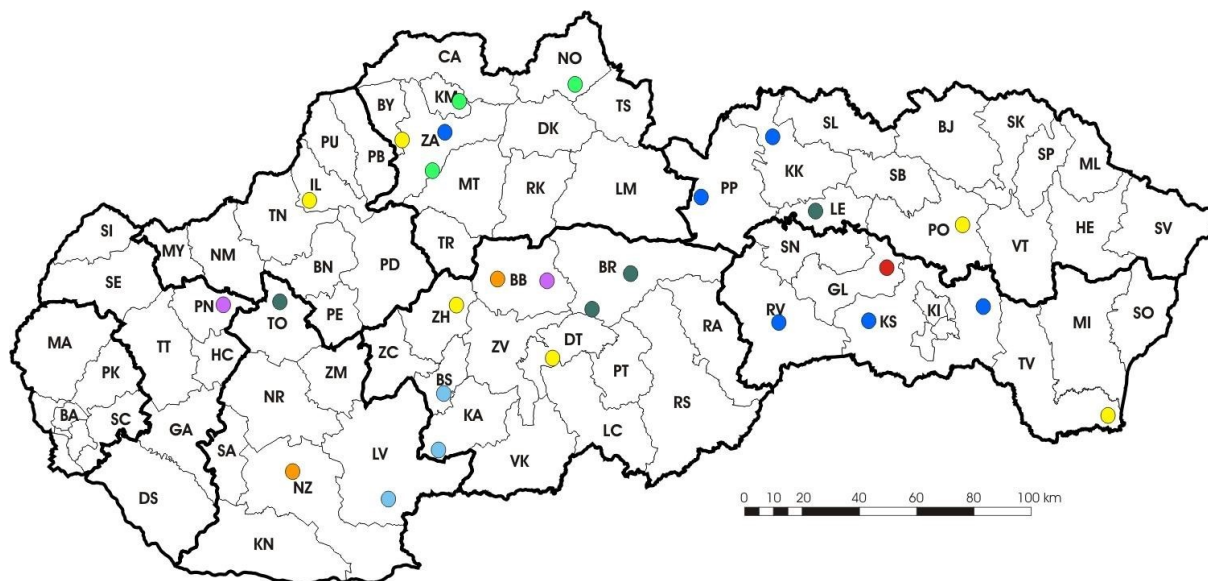 CA
NO
BY
KM
TS
DK
ZA
PU
PB
IL
MT
RK
LM
TN
TR
SI
MY
NM
SE
BN
PD
PN
TO
PE
MA
TT
HC
PK
BA
SC
GA
DS
NR
ZM
SA
NZ
LV
KN
BB
BR
ZH
ZC
ZV
DT
RA
BS
PT
KA
RS
LC
VK
SL
BJ
SK
SP
ML
PP
KK
SB
LE
PO
VT
HE
SV
SN
GL
RV
KS
KI
TV
MI
SO
0 10 20 40 60 80 100 km